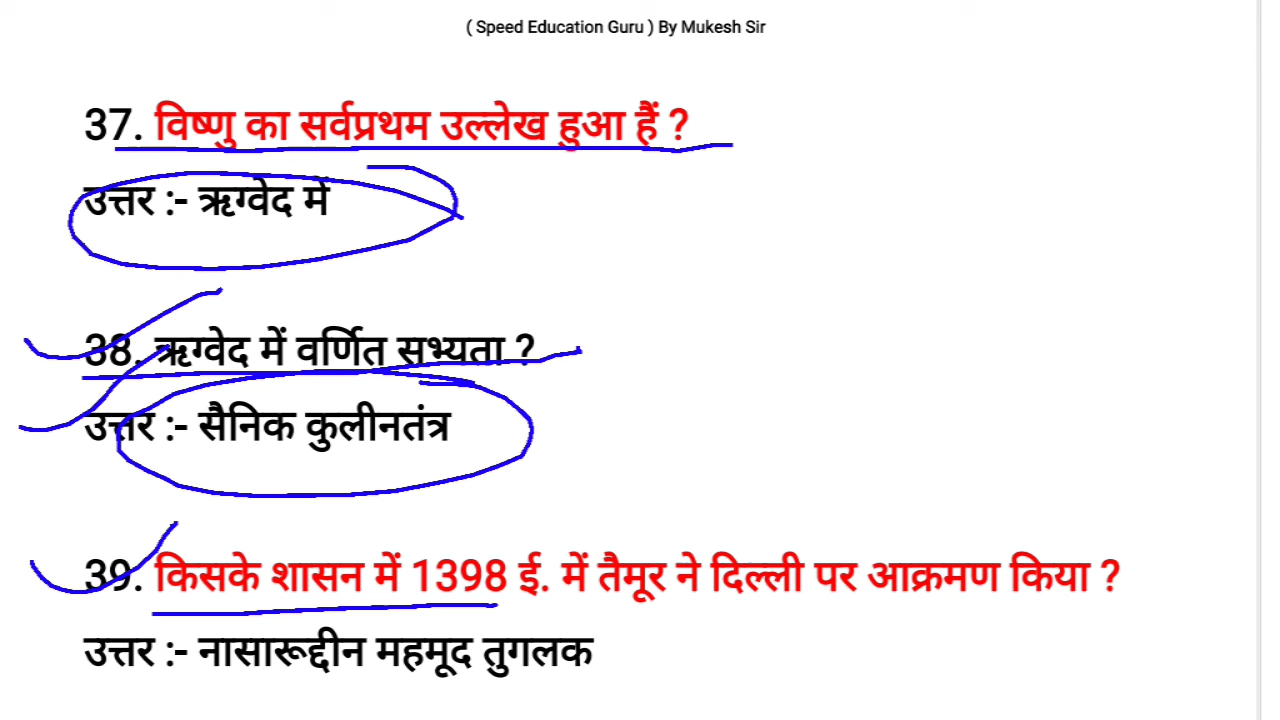 ( Speed Education Guru ) By Mukesh Sir
37. विष्णु का सर्वप्रथम उल्लेख हुआ हैं ?
उत्तर :- ऋग्वेद में
38. ऋग्वेद में वर्णित सभ्यता ?
उत्तर :- सैनिक कुलीनतंत्र
39. किसके शासन में 1398 ई. में तैमूर ने दिल्ली पर आक्रमण किया ?
उत्तर :- नासारूद्दीन महमूद तुगलक